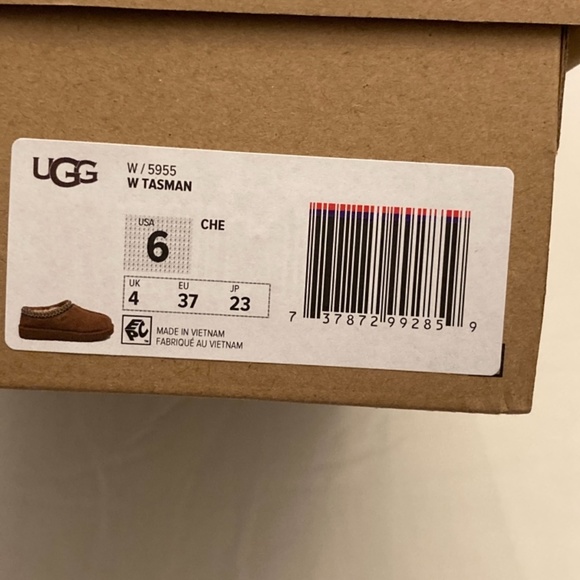 UGG
W / 5955
W TASMAN
USA
6
CHE
UK EU JP
4 37 23
EPC
MADE IN VIETNAM
FABRIQUÉ AU VIETNAM
7 37872 99285 9